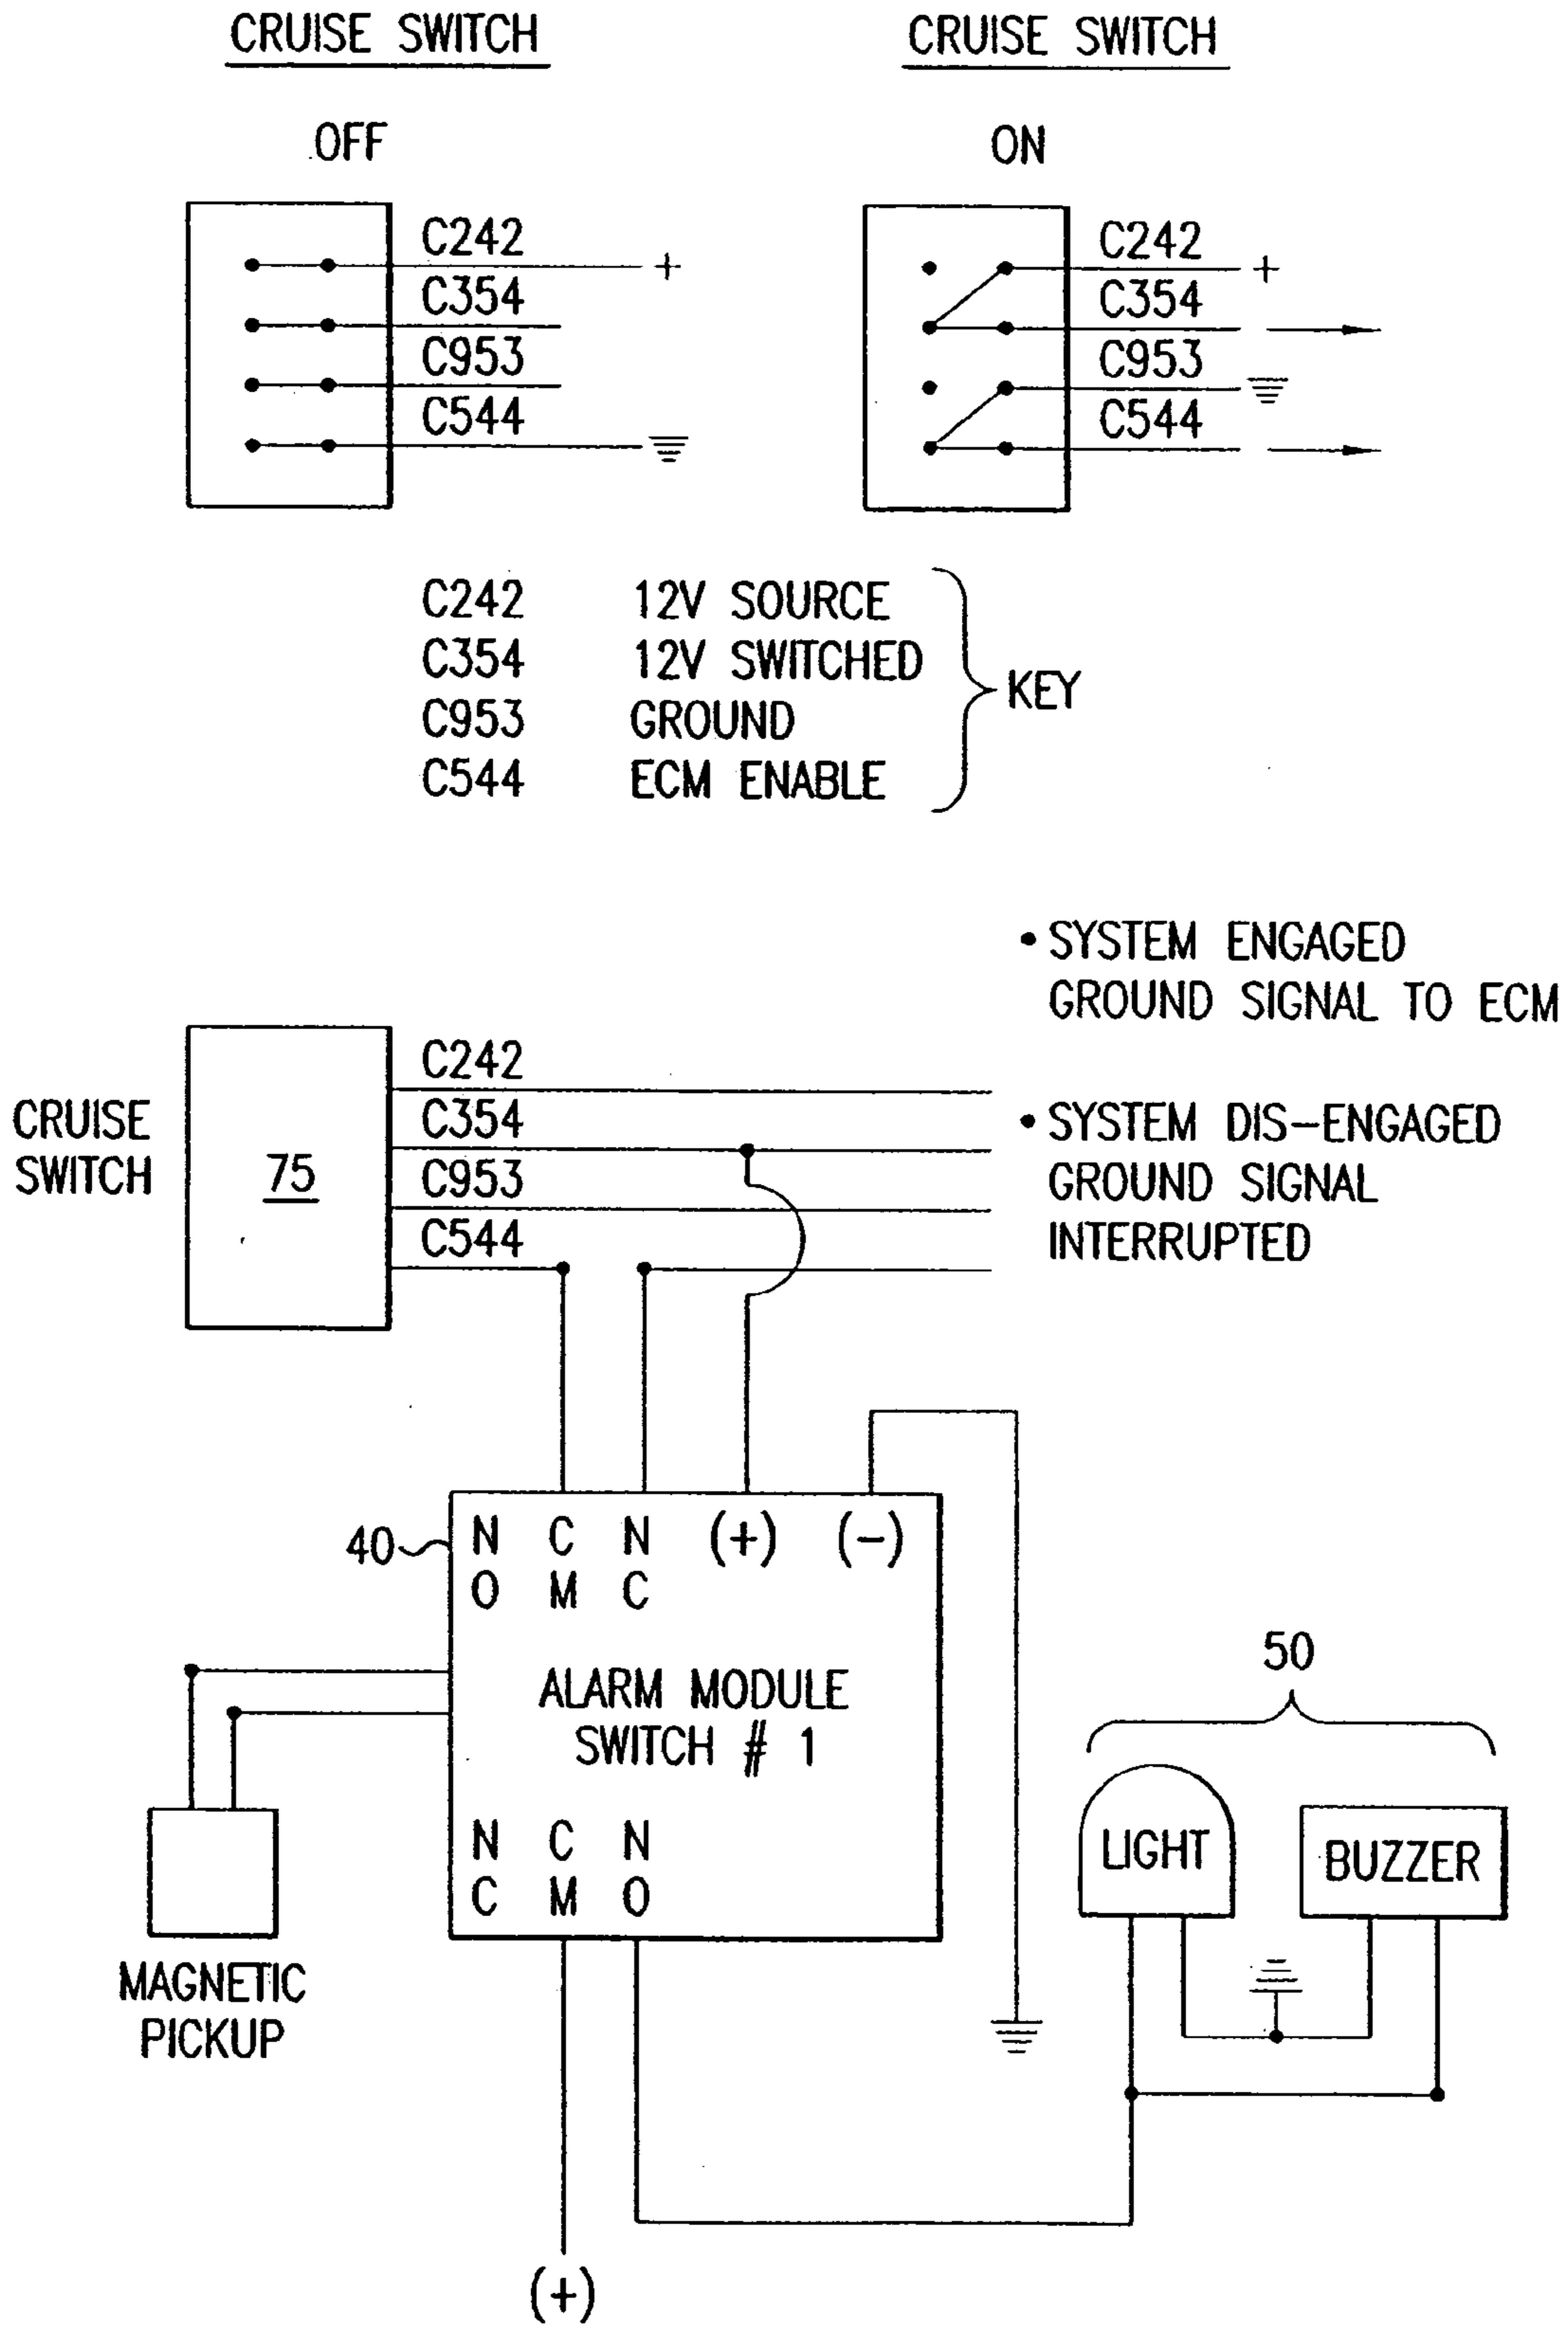 CRUISE SWITCH
OFF
C242 +
C354
C953
C544
CRUISE SWITCH
ON
C242 +
C354
C953
C544
C242 12V SOURCE
C354 12V SWITCHED
C953 GROUND
C544 ECM ENABLE
KEY
• SYSTEM ENGAGED
GROUND SIGNAL TO ECM
• SYSTEM DIS-ENGAGED
GROUND SIGNAL
INTERRUPTED
CRUISE
SWITCH
75
C242
C354
C953
C544
40
N C N (+) (-)
O M C
ALARM MODULE
SWITCH # 1
N C N
C M O
MAGNETIC
PICKUP
50
LIGHT
BUZZER
(+)